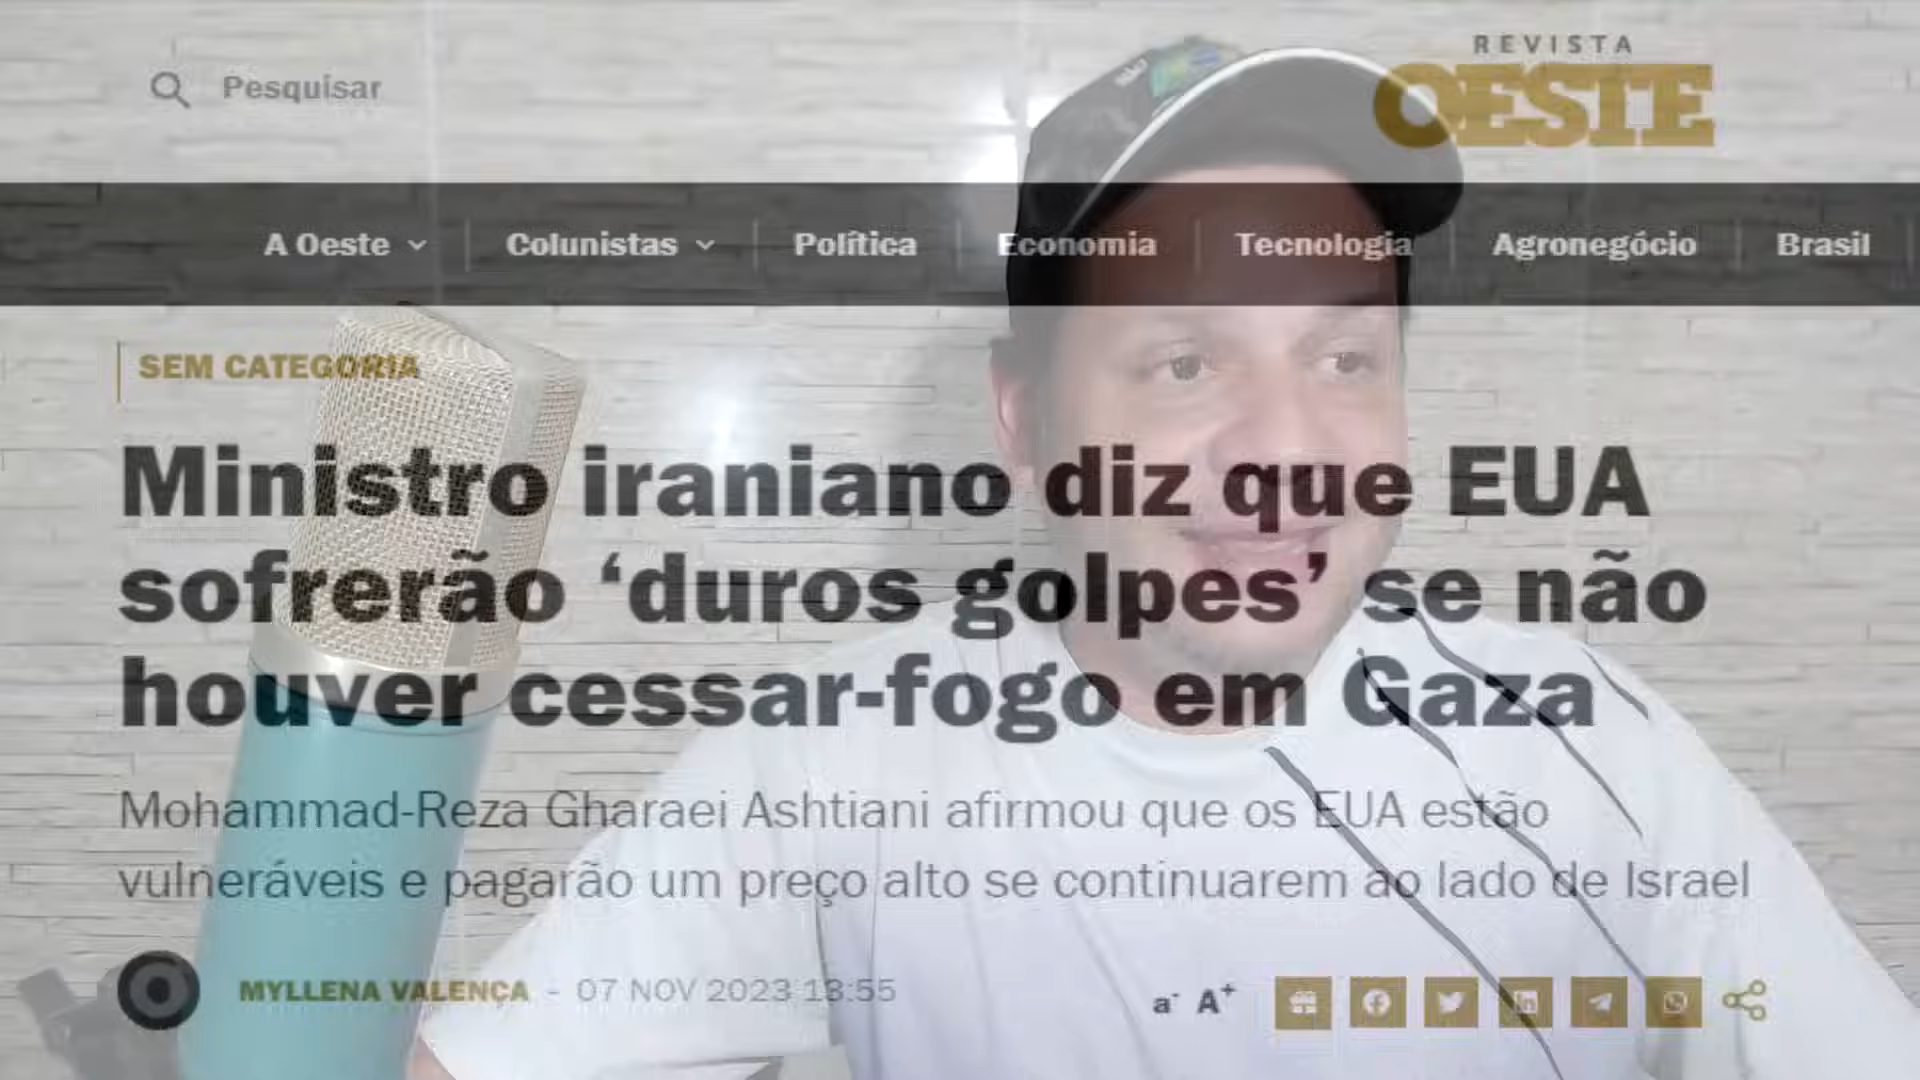 REVISTA
OESTE
Pesquisar
A Oeste
Colunistas
Política
Economia
Tecnologia
Agronegócio
Brasil
SEM CATEGORIA
Ministro iraniano diz que EUA
sofrerão ‘duros golpes’ se não
houver cessar-fogo em Gaza
Mohammad-Reza Gharaei Ashtiani afirmou que os EUA estão
vulneráveis e pagarão um preço alto se continuarem ao lado de Israel
MYLLENA VALENÇA - 07 NOV 2023 13:55
a- A+